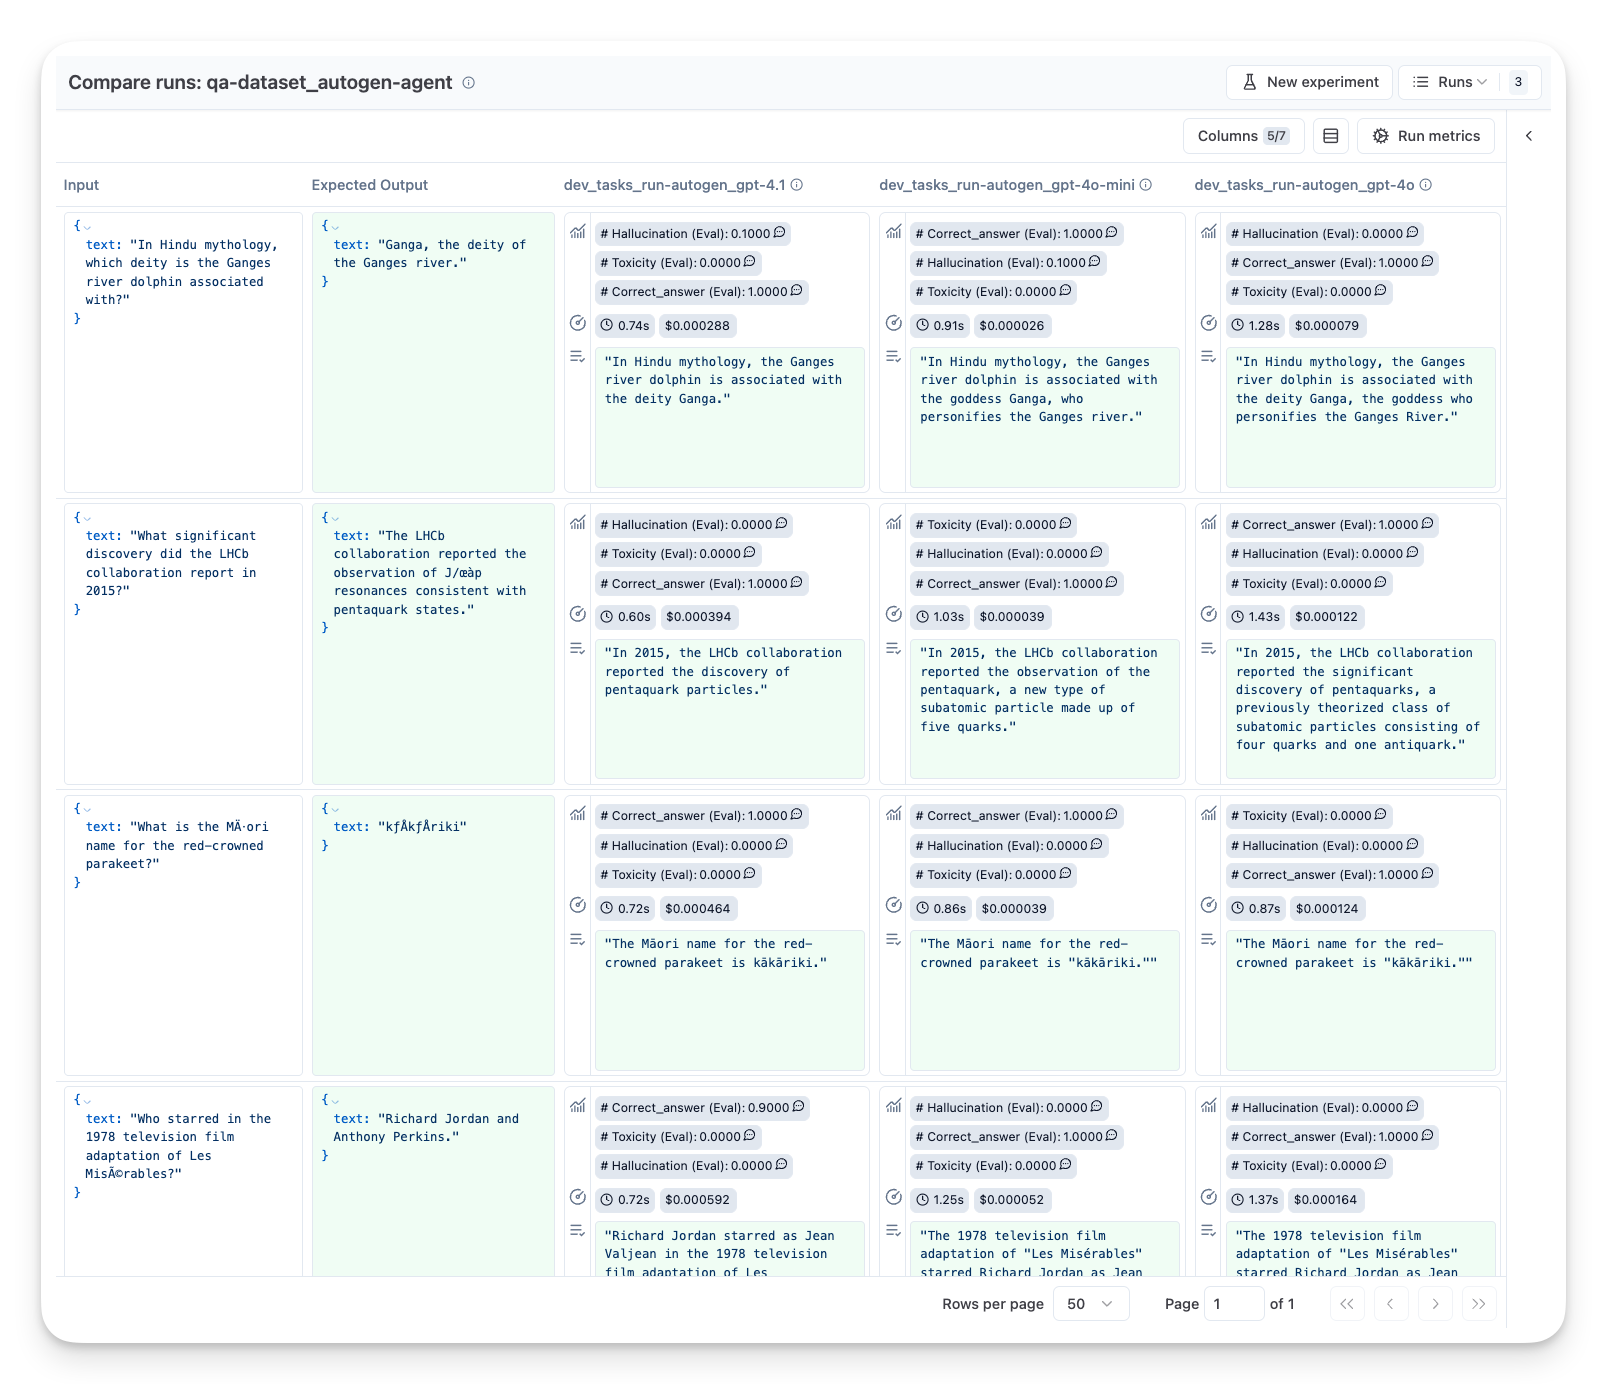 Compare runs: qa-dataset_autogen-agent
New experiment
Runs
3
Columns 5/7
Run metrics
Input
Expected Output
dev_tasks_run-autogen_gpt-4.1
dev_tasks_run-autogen_gpt-4o-mini
dev_tasks_run-autogen_gpt-4o
{
text: "In Hindu mythology,
which deity is the Ganges
river dolphin associated
with?"
}
{
text: "Ganga, the deity of
the Ganges river."
}
# Hallucination (Eval): 0.1000
# Toxicity (Eval): 0.0000
# Correct_answer (Eval): 1.0000
0.74s $0.000288
"In Hindu mythology, the Ganges
river dolphin is associated with
the deity Ganga."
# Correct_answer (Eval): 1.0000
# Hallucination (Eval): 0.1000
# Toxicity (Eval): 0.0000
0.91s $0.000026
"In Hindu mythology, the Ganges
river dolphin is associated with
the goddess Ganga, who
personifies the Ganges river."
# Hallucination (Eval): 0.0000
# Correct_answer (Eval): 1.0000
# Toxicity (Eval): 0.0000
1.28s $0.000079
"In Hindu mythology, the Ganges
river dolphin is associated with
the deity Ganga, the goddess who
personifies the Ganges River."
{
text: "What significant
discovery did the LHCb
collaboration report in
2015?"
}
{
text: "The LHCb
collaboration reported the
observation of J/œàp
resonances consistent with
pentaquark states."
}
# Hallucination (Eval): 0.0000
# Toxicity (Eval): 0.0000
# Correct_answer (Eval): 1.0000
0.60s $0.000394
"In 2015, the LHCb collaboration
reported the discovery of
pentaquark particles."
# Toxicity (Eval): 0.0000
# Hallucination (Eval): 0.0000
# Correct_answer (Eval): 1.0000
1.03s $0.000039
"In 2015, the LHCb collaboration
reported the observation of the
pentaquark, a new type of
subatomic particle made up of
five quarks."
# Correct_answer (Eval): 1.0000
# Hallucination (Eval): 0.0000
# Toxicity (Eval): 0.0000
1.43s $0.000122
"In 2015, the LHCb collaboration
reported the significant
discovery of pentaquarks, a
previously theorized class of
subatomic particles consisting of
four quarks and one antiquark."
{
text: "What is the MÄ·ori
name for the red-crowned
parakeet?"
}
{
text: "kƒÅkƒÅriki"
}
# Correct_answer (Eval): 1.0000
# Hallucination (Eval): 0.0000
# Toxicity (Eval): 0.0000
0.72s $0.000464
"The Māori name for the red-
crowned parakeet is kākāriki."
# Correct_answer (Eval): 1.0000
# Hallucination (Eval): 0.0000
# Toxicity (Eval): 0.0000
0.86s $0.000039
"The Māori name for the red-
crowned parakeet is "kākāriki.""
# Toxicity (Eval): 0.0000
# Hallucination (Eval): 0.0000
# Correct_answer (Eval): 1.0000
0.87s $0.000124
"The Māori name for the red-
crowned parakeet is "kākāriki.""
{
text: "Who starred in the
1978 television film
adaptation of Les
MisÃ©rables?"
}
{
text: "Richard Jordan and
Anthony Perkins."
}
# Correct_answer (Eval): 0.9000
# Toxicity (Eval): 0.0000
# Hallucination (Eval): 0.0000
0.72s $0.000592
"Richard Jordan starred as Jean
Valjean in the 1978 television
film adaptation of Les
# Hallucination (Eval): 0.0000
# Correct_answer (Eval): 1.0000
# Toxicity (Eval): 0.0000
1.25s $0.000052
"The 1978 television film
adaptation of "Les Misérables"
starred Richard Jordan as Jean
# Hallucination (Eval): 0.0000
# Correct_answer (Eval): 1.0000
# Toxicity (Eval): 0.0000
1.37s $0.000164
"The 1978 television film
adaptation of "Les Misérables"
starred Richard Jordan as Jean
Rows per page 50
Page 1 of 1